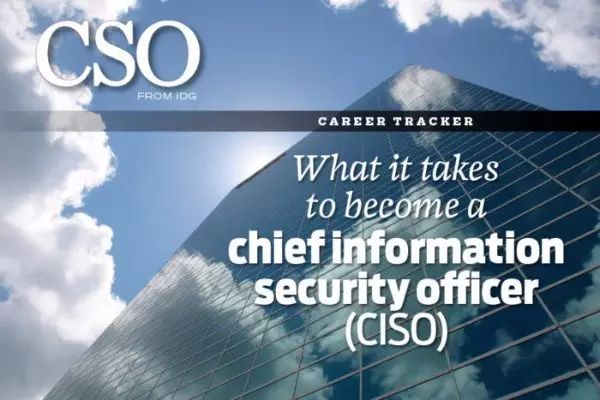 CSO
FROM IDG
CAREER TRACKER
What it takes
to become a
chief information
security officer
(CISO)